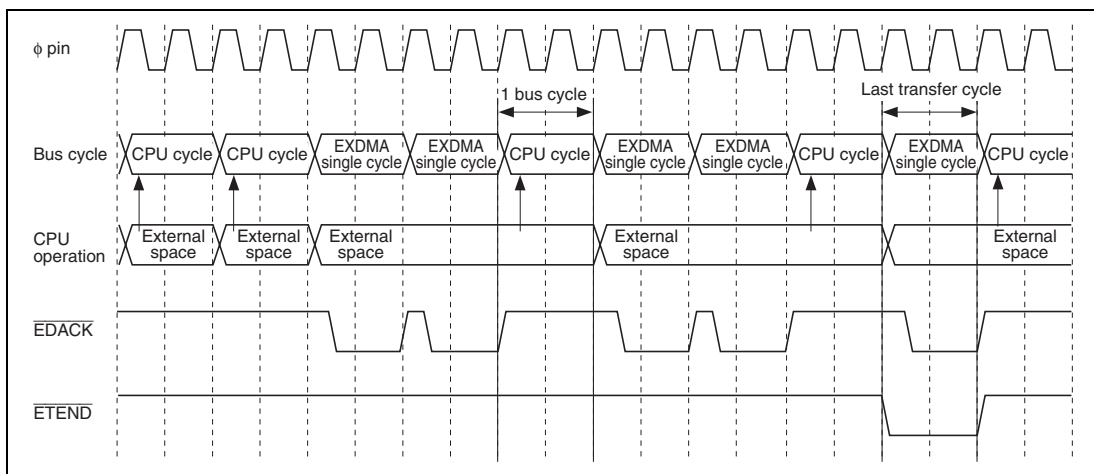 φ pin
1 bus cycle
Last transfer cycle
Bus cycle
CPU cycle
CPU cycle
EXDMA
single cycle
EXDMA
single cycle
CPU cycle
EXDMA
single cycle
EXDMA
single cycle
CPU cycle
EXDMA
single cycle
CPU cycle
CPU
operation
External
space
External
space
External
space
External
space
External
space
EDACK
ETEND